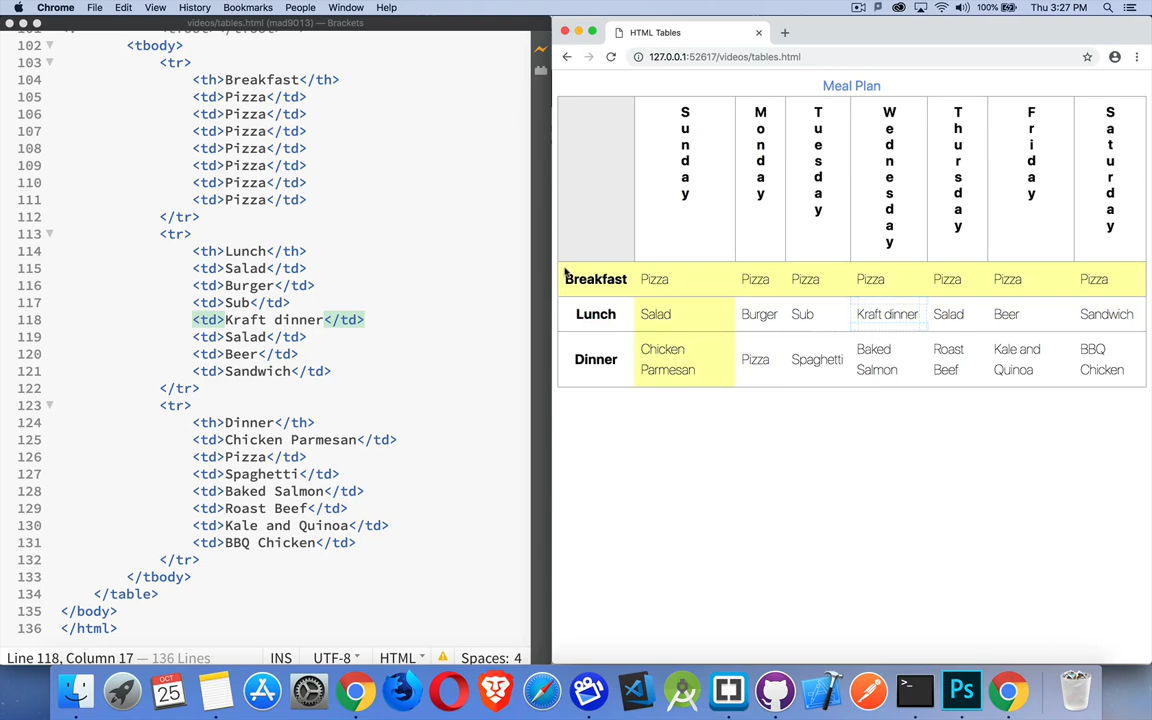 Chrome File Edit View History Bookmarks People Window Help 100% Thu 3:27 PM
videos/tables.html (mad9013) — Brackets
102 <tbody>
103 <tr>
104 <th>Breakfast</th>
105 <td>Pizza</td>
106 <td>Pizza</td>
107 <td>Pizza</td>
108 <td>Pizza</td>
109 <td>Pizza</td>
110 <td>Pizza</td>
111 <td>Pizza</td>
112 </tr>
113 <tr>
114 <th>Lunch</th>
115 <td>Salad</td>
116 <td>Burger</td>
117 <td>Sub</td>
118 <td>Kraft dinner</td>
119 <td>Salad</td>
120 <td>Beer</td>
121 <td>Sandwich</td>
122 </tr>
123 <tr>
124 <th>Dinner</th>
125 <td>Chicken Parmesan</td>
126 <td>Pizza</td>
127 <td>Spaghetti</td>
128 <td>Baked Salmon</td>
129 <td>Roast Beef</td>
130 <td>Kale and Quinoa</td>
131 <td>BBQ Chicken</td>
132 </tr>
133 </tbody>
134 </table>
135 </body>
136 </html>
Line 118, Column 17 — 136 Lines INS UTF-8 HTML Spaces: 4
HTML Tables
127.0.0.1:52617/videos/tables.html
Meal Plan
Sunday Monday Tuesday Wednesday Thursday Friday Saturday
Breakfast Pizza Pizza Pizza Pizza Pizza Pizza Pizza
Lunch Salad Burger Sub Kraft dinner Salad Beer Sandwich
Dinner Chicken Parmesan Pizza Spaghetti Baked Salmon Roast Beef Kale and Quinoa BBQ Chicken
OCT
25
Ps